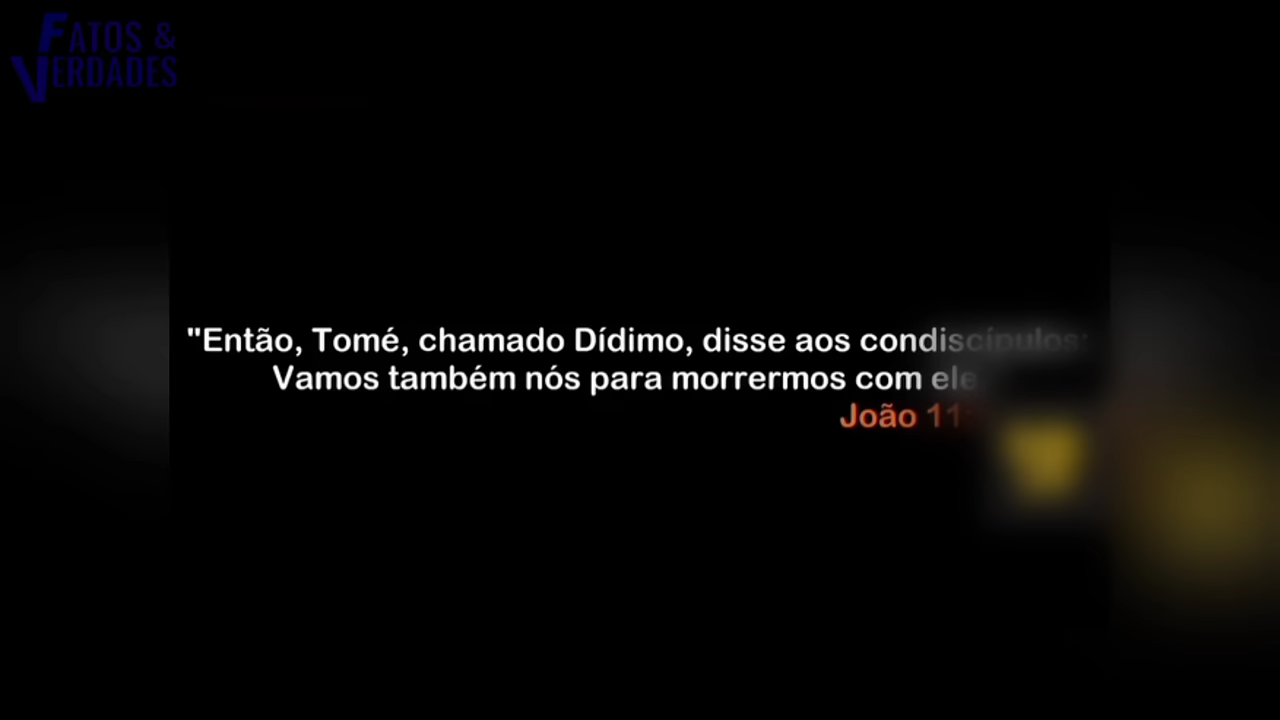 FATOS &
VERDADES
"Então, Tomé, chamado Dídimo, disse aos condiscípulos:
Vamos também nós para morrermos com ele
João 11: